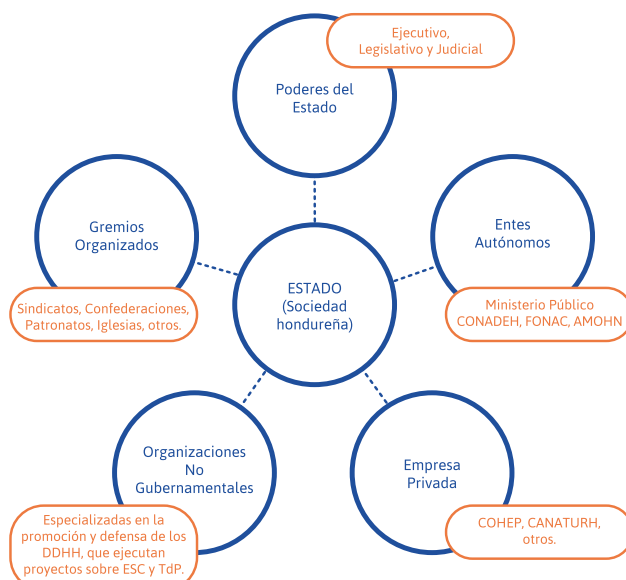 Ejecutivo,
Legislativo y Judicial
Poderes del
Estado
Gremios
Organizados
Sindicatos, Confederaciones,
Patronatos, Iglesias, otros.
Entes
Autónomos
Ministerio Público
CONADEH, FONAC, AMOHN
ESTADO
(Sociedad
hondureña)
Organizaciones
No
Gubernamentales
Especializadas en la
promoción y defensa de los
DDHH, que ejecutan
proyectos sobre ESC y TdP.
Empresa
Privada
COHEP, CANATURH,
otros.